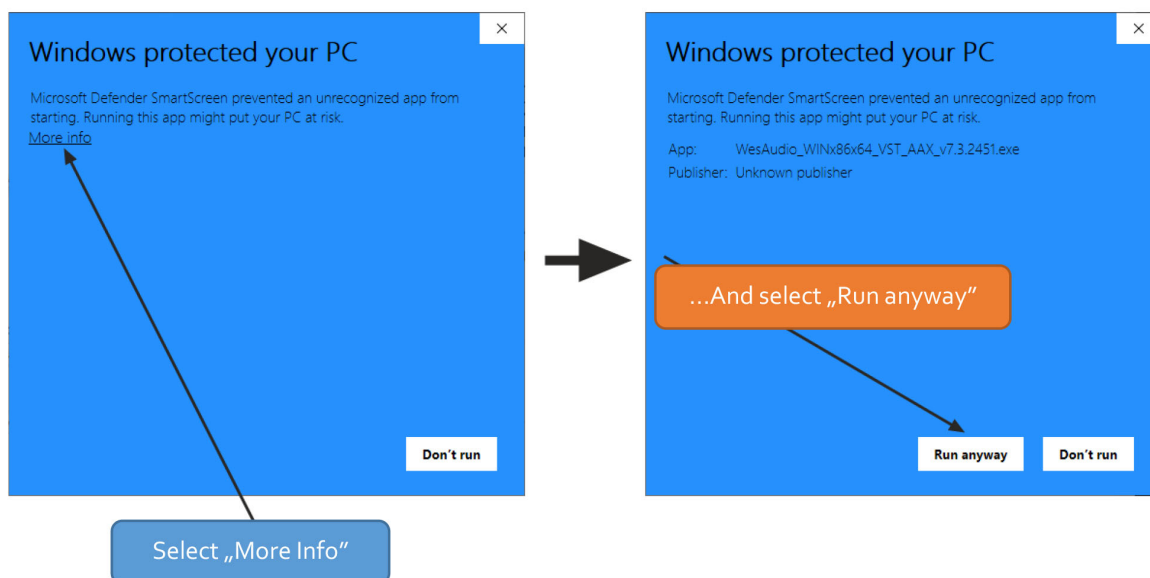 Windows protected your PC
Microsoft Defender SmartScreen prevented an unrecognized app from
starting. Running this app might put your PC at risk.
More info
Don't run
Select „More Info”
Windows protected your PC
Microsoft Defender SmartScreen prevented an unrecognized app from
starting. Running this app might put your PC at risk.
App: WesAudio_WINx86x64_VST_AAX_v7.3.2451.exe
Publisher: Unknown publisher
...And select „Run anyway”
Run anyway Don't run